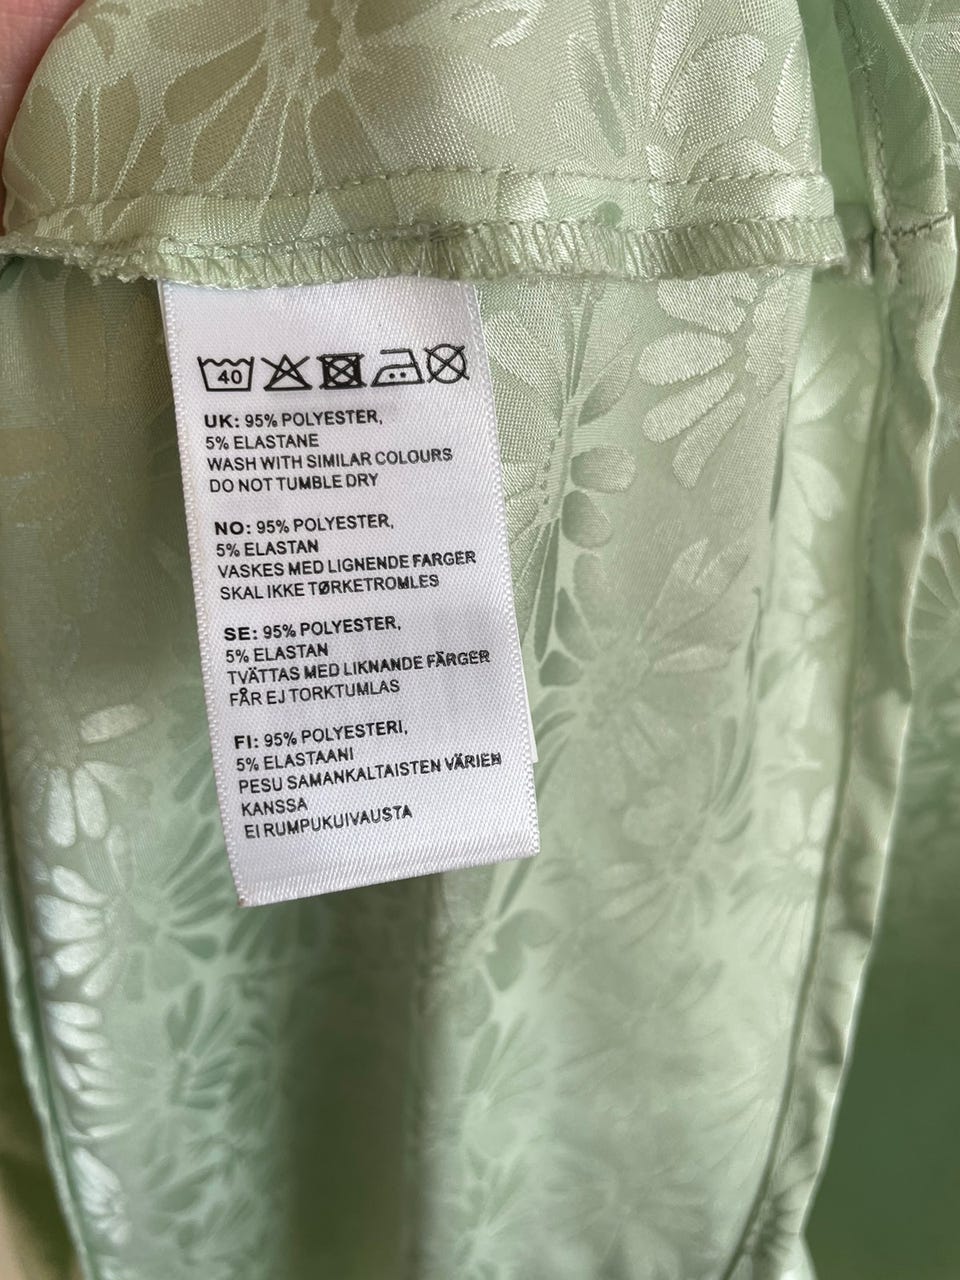 40
UK: 95% POLYESTER,
5% ELASTANE
WASH WITH SIMILAR COLOURS
DO NOT TUMBLE DRY
NO: 95% POLYESTER,
5% ELASTAN
VASKES MED LIGNENDE FARGER
SKAL IKKE TØRKETROMLES
SE: 95% POLYESTER,
5% ELASTAN
TVÄTTAS MED LIKNANDE FÄRGER
FÅR EJ TORKTUMLAS
FI: 95% POLYESTERI,
5% ELASTAANI
PESU SAMANKALTAISTEN VÄRIEN
KANSSA
EI RUMPUKUIVAUSTA